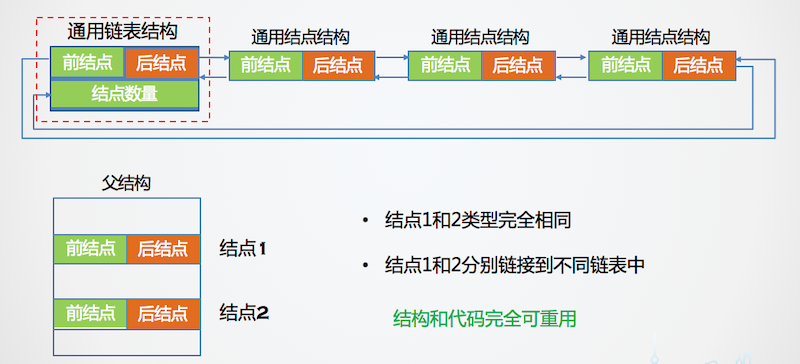 通用链表结构
通用结点结构
通用结点结构
通用结点结构
前结点 后结点
前结点 后结点
前结点 后结点
前结点 后结点
结点数量
父结构
前结点 后结点 结点1
前结点 后结点 结点2
• 结点1和2类型完全相同
• 结点1和2分别链接到不同链表中
结构和代码完全可重用